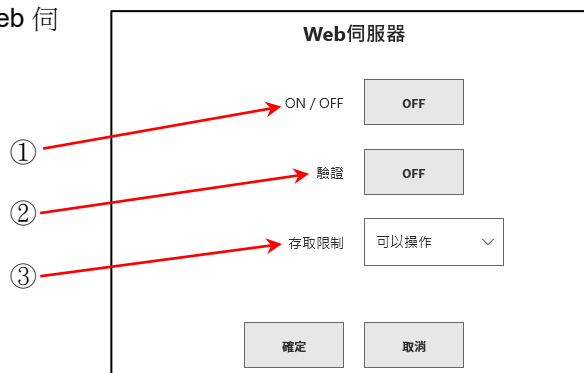 eb 伺
Web伺服器
ON / OFF OFF
①
驗證 OFF
②
存取限制 可以操作
③
確定 取消